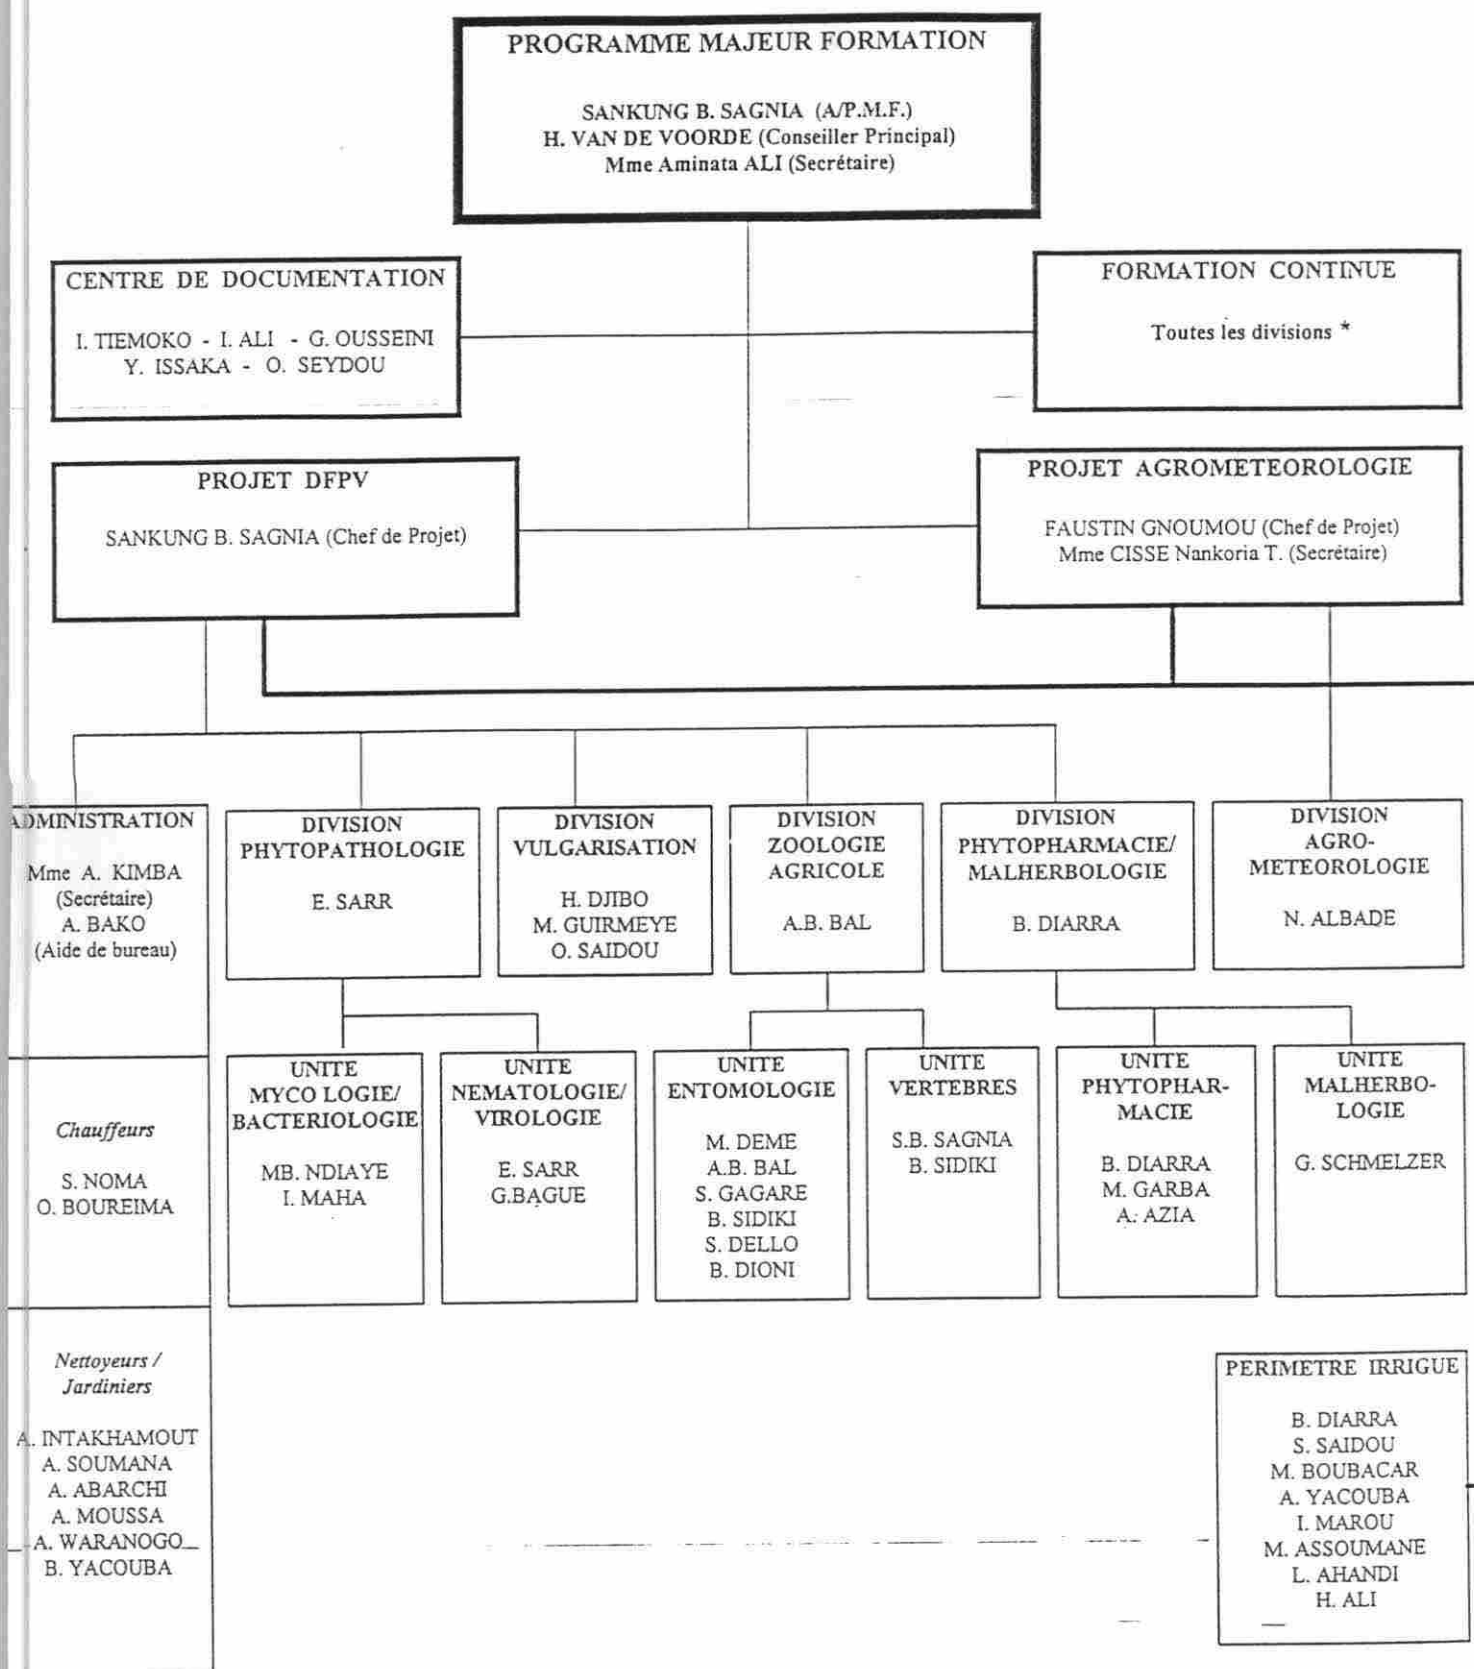 PROGRAMME MAJEUR FORMATION
SANKUNG B. SAGNIA (A/P.M.F.)
H. VAN DE VOORDE (Conseiller Principal)
Mme Aminata ALI (Secrétaire)
CENTRE DE DOCUMENTATION
I. TIEMOKO - I. ALI - G. OUSSEINI
Y. ISSAKA - O. SEYDOU
FORMATION CONTINUE
Toutes les divisions *
PROJET DFPV
SANKUNG B. SAGNIA (Chef de Projet)
PROJET AGROMETEOROLOGIE
FAUSTIN GNOUMOU (Chef de Projet)
Mme CISSE Nankoria T. (Secrétaire)
ADMINISTRATION
Mme A. KIMBA
(Secrétaire)
A. BAKO
(Aide de bureau)
DIVISION
PHYTOPATHOLOGIE
E. SARR
DIVISION
VULGARISATION
H. DJIBO
M. GUIRMEYE
O. SAIDOU
DIVISION
ZOOLOGIE
AGRICOLE
A.B. BAL
DIVISION
PHYTOPHARMACIE/
MALHERBOLOGIE
B. DIARRA
DIVISION
AGRO-
METEOROLOGIE
N. ALBADE
Chauffeurs
S. NOMA
O. BOUREIMA
UNITE
MYCO LOGIE/
BACTERIOLOGIE
MB. NDIAYE
I. MAHA
UNITE
NEMATOLOGIE/
VIROLOGIE
E. SARR
G.BAGUE
UNITE
ENTOMOLOGIE
M. DEME
A.B. BAL
S. GAGARE
B. SIDIKI
S. DELLO
B. DIONI
UNITE
VERTEBRES
S.B. SAGNIA
B. SIDIKI
UNITE
PHYTOPHAR-
MACIE
B. DIARRA
M. GARBA
A. AZIA
UNITE
MALHERBO-
LOGIE
G. SCHMELZER
Nettoyeurs /
Jardiniers
A. INTAKHAMOUT
A. SOUMANA
A. ABARCHI
A. MOUSSA
A. WARANOGO
B. YACOUBA
PERIMETRE IRRIGUE
B. DIARRA
S. SAIDOU
M. BOUBACAR
A. YACOUBA
I. MAROU
M. ASSOUMANE
L. AHANDI
H. ALI